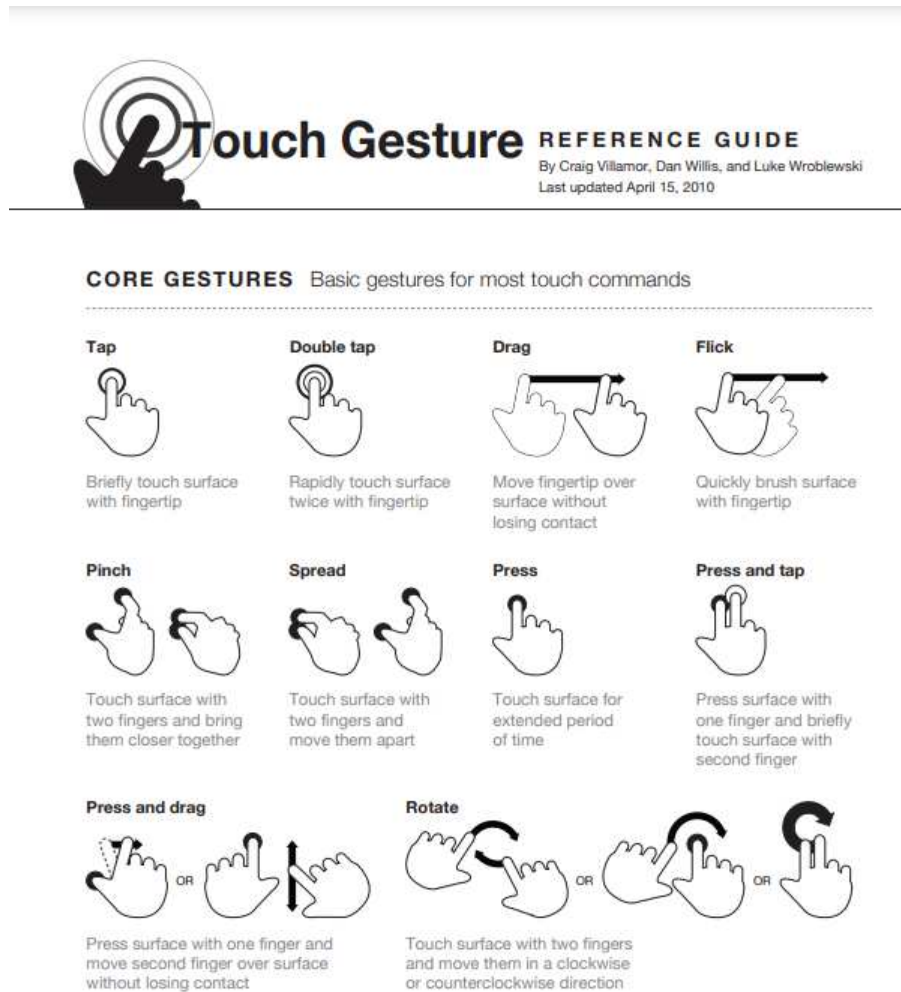 Touch Gesture REFERENCE GUIDE
By Craig Villamor, Dan Willis, and Luke Wroblewski
Last updated April 15, 2010
CORE GESTURES Basic gestures for most touch commands
Tap
Briefly touch surface
with fingertip
Double tap
Rapidly touch surface
twice with fingertip
Drag
Move fingertip over
surface without
losing contact
Flick
Quickly brush surface
with fingertip
Pinch
Touch surface with
two fingers and bring
them closer together
Spread
Touch surface with
two fingers and
move them apart
Press
Touch surface for
extended period
of time
Press and tap
Press surface with
one finger and briefly
touch surface with
second finger
Press and drag
OR
Press surface with one finger and
move second finger over surface
without losing contact
Rotate
OR
OR
Touch surface with two fingers
and move them in a clockwise
or counterclockwise direction